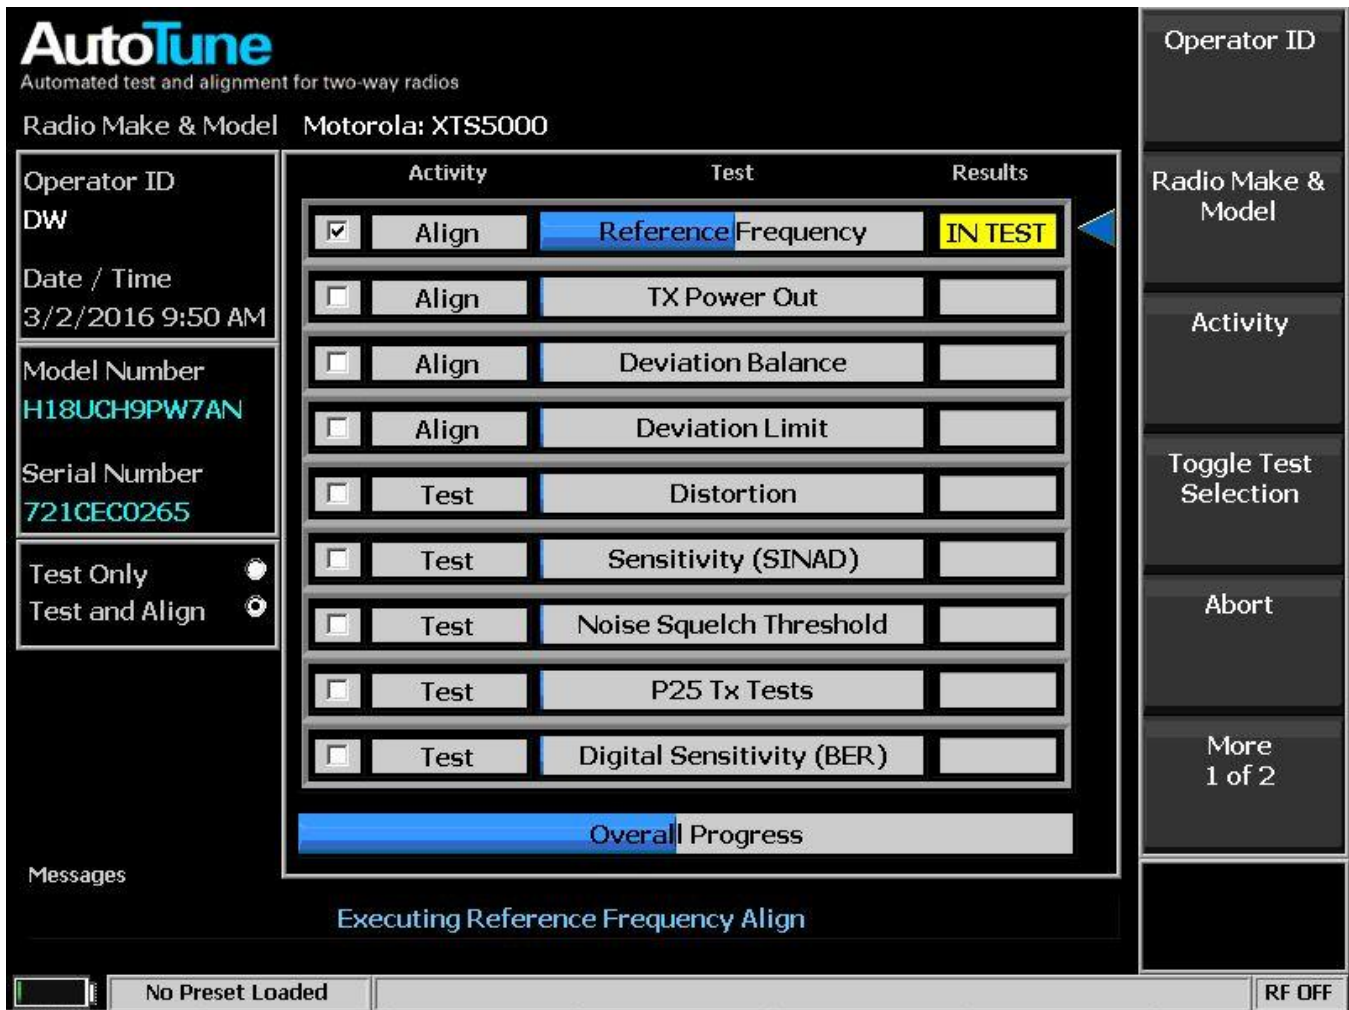 AutoTune
Automated test and alignment for two-way radios
Radio Make & Model Motorola: XTS5000
Operator ID
DW
Date / Time
3/2/2016 9:50 AM
Model Number
H18UCH9PW7AN
Serial Number
721CEC0265
Test Only
Test and Align
Activity Test Results
Align Reference Frequency IN TEST
Align TX Power Out
Align Deviation Balance
Align Deviation Limit
Test Distortion
Test Sensitivity (SINAD)
Test Noise Squelch Threshold
Test P25 Tx Tests
Test Digital Sensitivity (BER)
Overall Progress
Messages
Executing Reference Frequency Align
Operator ID
Radio Make &
Model
Activity
Toggle Test
Selection
Abort
More
1 of 2
No Preset Loaded
RF OFF